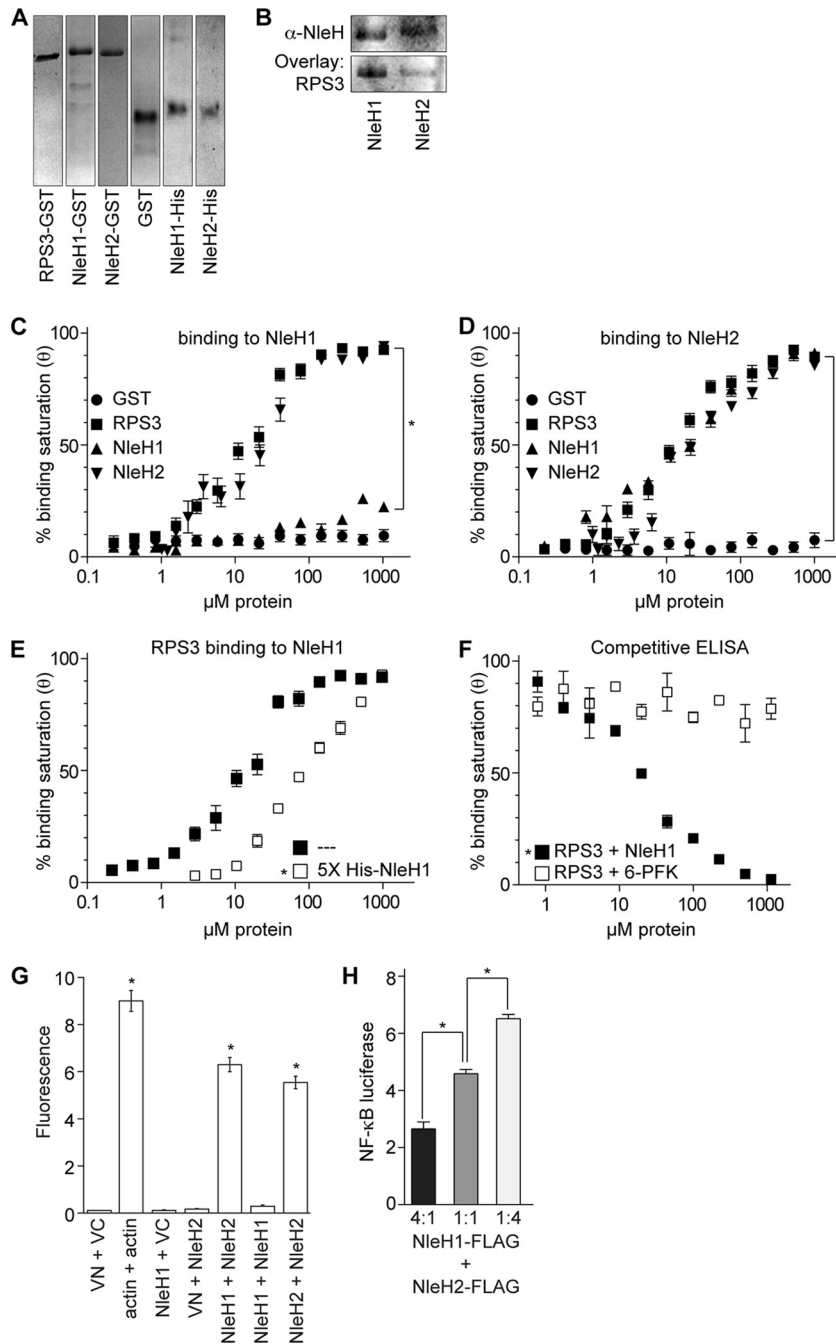 A
RPS3-GST
NleH1-GST
NleH2-GST
GST
NleH1-His
NleH2-His
B
α-NleH
Overlay:
RPS3
NleH1
NleH2
C
binding to NleH1
% binding saturation (θ)
100
50
0
GST
RPS3
NleH1
NleH2
*
0.1 1 10 100 1000
µM protein
D
binding to NleH2
% binding saturation (θ)
100
50
0
GST
RPS3
NleH1
NleH2
*
0.1 1 10 100 1000
µM protein
E
RPS3 binding to NleH1
% binding saturation (θ)
100
50
0
---
* 5X His-NleH1
0.1 1 10 100 1000
µM protein
F
Competitive ELISA
% binding saturation (θ)
100
50
0
* RPS3 + NleH1
RPS3 + 6-PFK
1 10 100 1000
µM protein
G
Fluorescence
10
8
6
4
2
0
* * *
VN + VC
actin + actin
NleH1 + VC
VN + NleH2
NleH1 + NleH2
NleH1 + NleH1
NleH2 + NleH2
H
NF-κB luciferase
8
6
4
2
0
* *
4:1 1:1 1:4
NleH1-FLAG
+
NleH2-FLAG